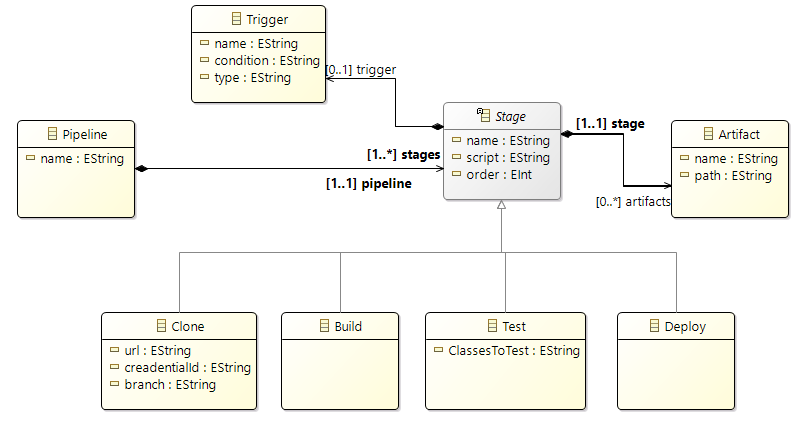 Trigger
name : EString
condition : EString
type : EString
[0..1] trigger
Pipeline
name : EString
[1..*] stages
[1..1] pipeline
Stage
name : EString
script : EString
order : EInt
[1..1] stage
[0..*] artifacts
Artifact
name : EString
path : EString
Clone
url : EString
creadentialId : EString
branch : EString
Build
Test
ClassesToTest : EString
Deploy